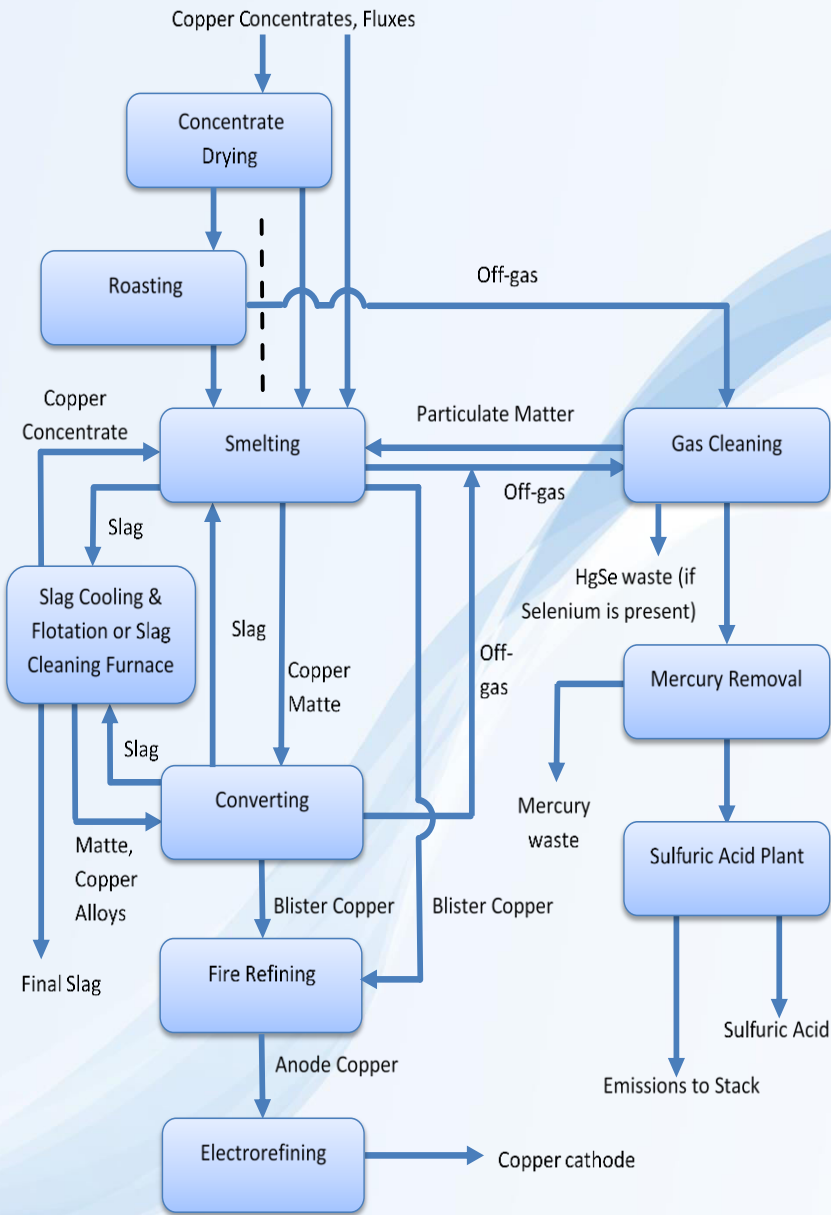 Copper Concentrates, Fluxes
Concentrate
Drying
Roasting
Off-gas
Copper
Concentrate
Smelting
Particulate Matter
Gas Cleaning
Off-gas
Slag
HgSe waste (if
Selenium is present)
Slag Cooling &
Flotation or Slag
Cleaning Furnace
Slag
Copper
Matte
Off-
gas
Mercury Removal
Slag
Converting
Mercury
waste
Matte,
Copper
Alloys
Sulfuric Acid Plant
Blister Copper
Blister Copper
Final Slag
Fire Refining
Sulfuric Acid
Anode Copper
Emissions to Stack
Electrorefining
Copper cathode